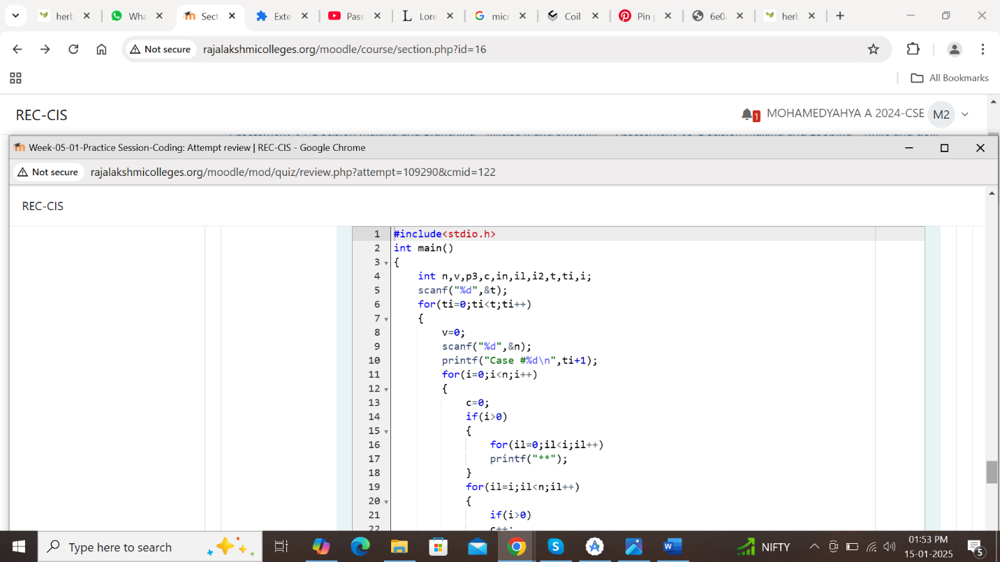 herb
Wha
Sect
Exte
Pass
Lore
micr
Coil
Pin
6e0
herb
Not secure
rajalakshmicolleges.org/moodle/course/section.php?id=16
All Bookmarks
REC-CIS
1
MOHAMEDYAHYA A 2024-CSE
M2
Week-05-01-Practice Session-Coding: Attempt review | REC-CIS - Google Chrome
Not secure
rajalakshmicolleges.org/moodle/mod/quiz/review.php?attempt=109290&cmid=122
REC-CIS
1 #include<stdio.h>
2 int main()
3 {
4 int n,v,p3,c,in,il,i2,t,ti,i;
5 scanf("%d",&t);
6 for(ti=0;ti<t;ti++)
7 {
8 v=0;
9 scanf("%d",&n);
10 printf("Case #%d\n",ti+1);
11 for(i=0;i<n;i++)
12 {
13 c=0;
14 if(i>0)
15 {
16 for(il=0;il<i;il++)
17 printf("**");
18 }
19 for(il=i;il<n;il++)
20 {
21 if(i>0)
22 c++;
Type here to search
NIFTY
01:53 PM
15-01-2025
5